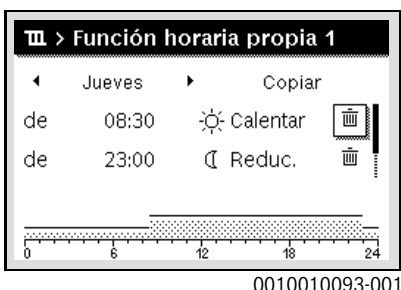 > Función horaria propia 1
Jueves Copiar
de 08:30 Calentar
de 23:00 Reduc.
0 6 12 18 24
0010010093-001